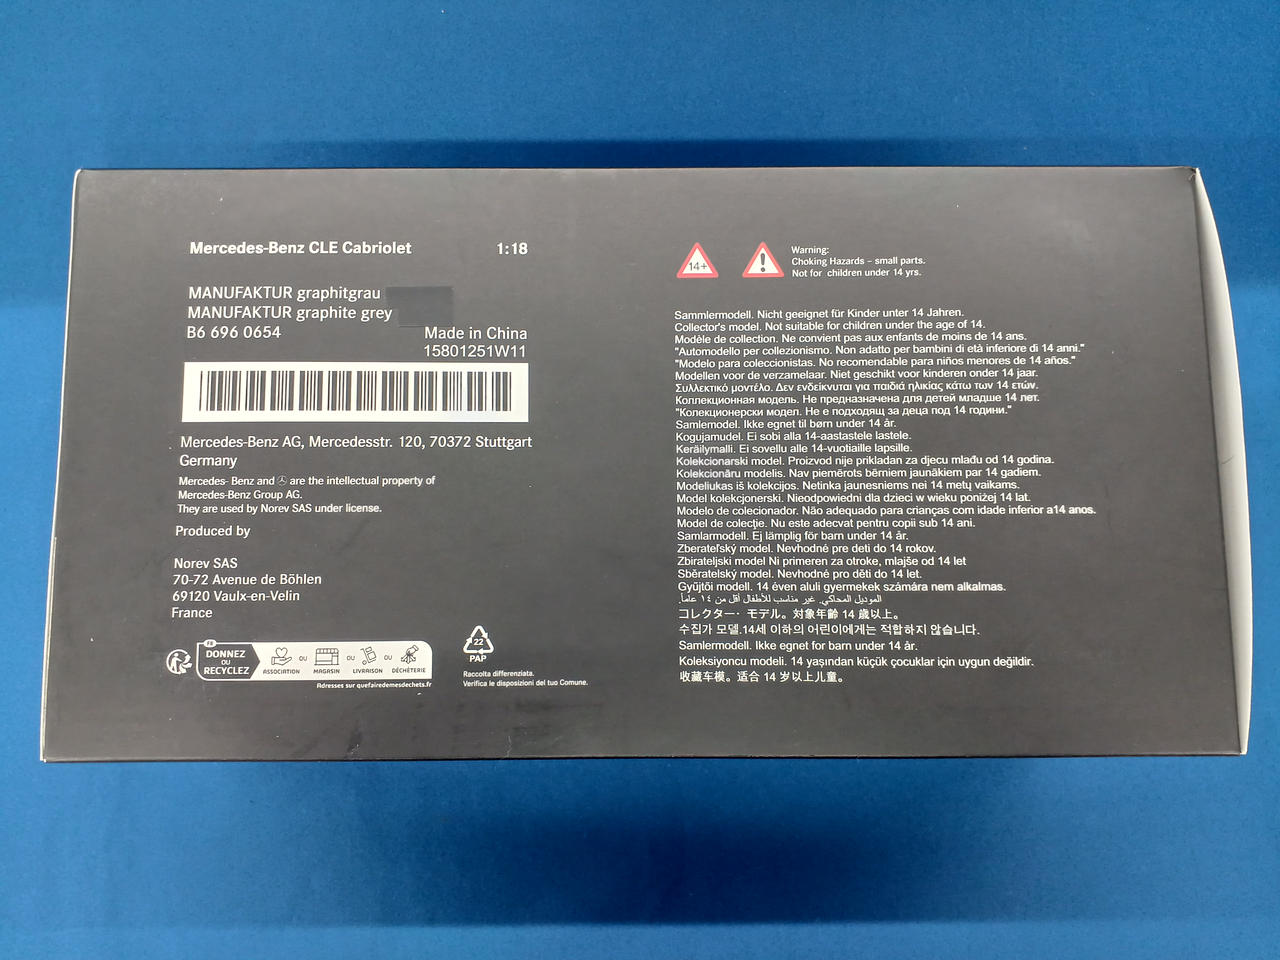 Mercedes-Benz CLE Cabriolet 1:18
MANUFAKTUR graphitgrau
MANUFAKTUR graphite grey
B6 696 0654
Made in China
15801251W11
Mercedes-Benz AG, Mercedesstr. 120, 70372 Stuttgart
Germany
Mercedes- Benz and are the intellectual property of
Mercedes-Benz Group AG.
They are used by Norev SAS under license.
Produced by
Norev SAS
70-72 Avenue de Böhlen
69120 Vaulx-en-Velin
France
FR
DONNEZ
OU
RECYCLEZ
ASSOCIATION OU MAGASIN OU LIVRAISON OU DÉCHÈTERIE
Adresses sur quefairedemesdechets.fr
22
PAP
Raccolta differenziata.
Verifica le disposizioni del tuo Comune.
14+
!
Warning:
Choking Hazards – small parts.
Not for children under 14 yrs.
Sammlermodell. Nicht geeignet für Kinder unter 14 Jahren.
Collector's model. Not suitable for children under the age of 14.
Modèle de collection. Ne convient pas aux enfants de moins de 14 ans.
"Automodello per collezionismo. Non adatto per bambini di età inferiore di 14 anni."
"Modelo para coleccionistas. No recomendable para niños menores de 14 años."
Modellen voor de verzamelaar. Niet geschikt voor kinderen onder 14 jaar.
Συλλεκτικό μοντέλο. Δεν ενδείκνυται για παιδιά ηλικίας κάτω των 14 ετών.
Коллекционная модель. Не предназначена для детей младше 14 лет.
"Колекционерски модел. Не е подходящ за деца под 14 години."
Samlemodel. Ikke egnet til børn under 14 år.
Kogujamudel. Ei sobi alla 14-aastastele lastele.
Keräilymalli. Ei sovellu alle 14-vuotiaille lapsille.
Kolekcionarski model. Proizvod nije prikladan za djecu mlađu od 14 godina.
Kolekcionāru modelis. Nav piemērots bērniem jaunākiem par 14 gadiem.
Modeliukas iš kolekcijos. Netinka jaunesniems nei 14 metų vaikams.
Model kolekcjonerski. Nieodpowiedni dla dzieci w wieku poniżej 14 lat.
Modelo de colecionador. Não adequado para crianças com idade inferior a14 anos.
Model de colecţie. Nu este adecvat pentru copii sub 14 ani.
Samlarmodell. Ej lämplig för barn under 14 år.
Zberateľský model. Nevhodné pre deti do 14 rokov.
Zbirateljski model Ni primeren za otroke, mlajše od 14 let
Sběratelský model. Nevhodné pro děti do 14 let.
Gyűjtői modell. 14 éven aluli gyermekek számára nem alkalmas.
الموديل المحاكي. غير مناسب للأطفال أقل من ١٤ عاماً.
コレクター・ モデル。対象年齢 14 歳以上。
수집가 모델.14세 이하의 어린이에게는 적합하지 않습니다.
Samlermodell. Ikke egnet for barn under 14 år.
Koleksiyoncu modeli. 14 yaşından küçük çocuklar için uygun değildir.
收藏车模。适合 14 岁以上儿童。